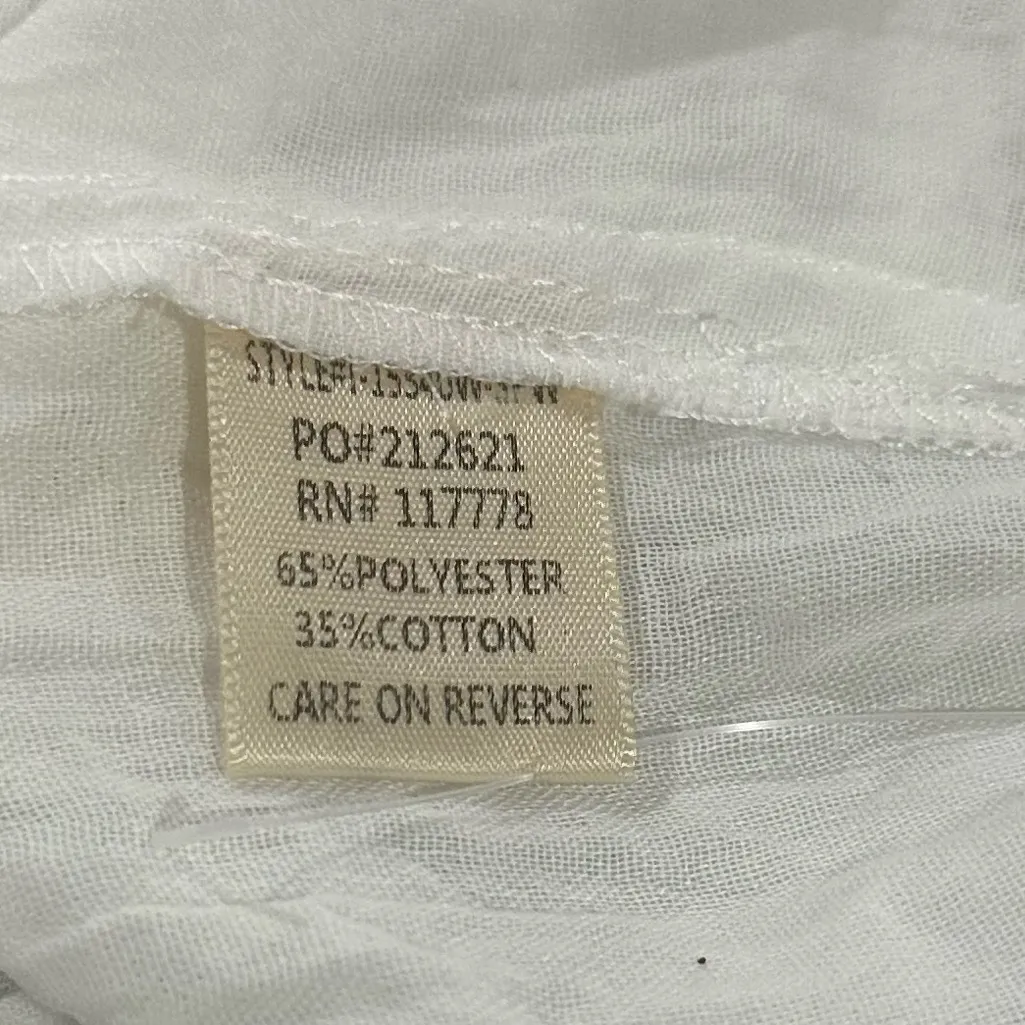 PO#212621
RN# 117778
65%POLYESTER
35%COTTON
CARE ON REVERSE